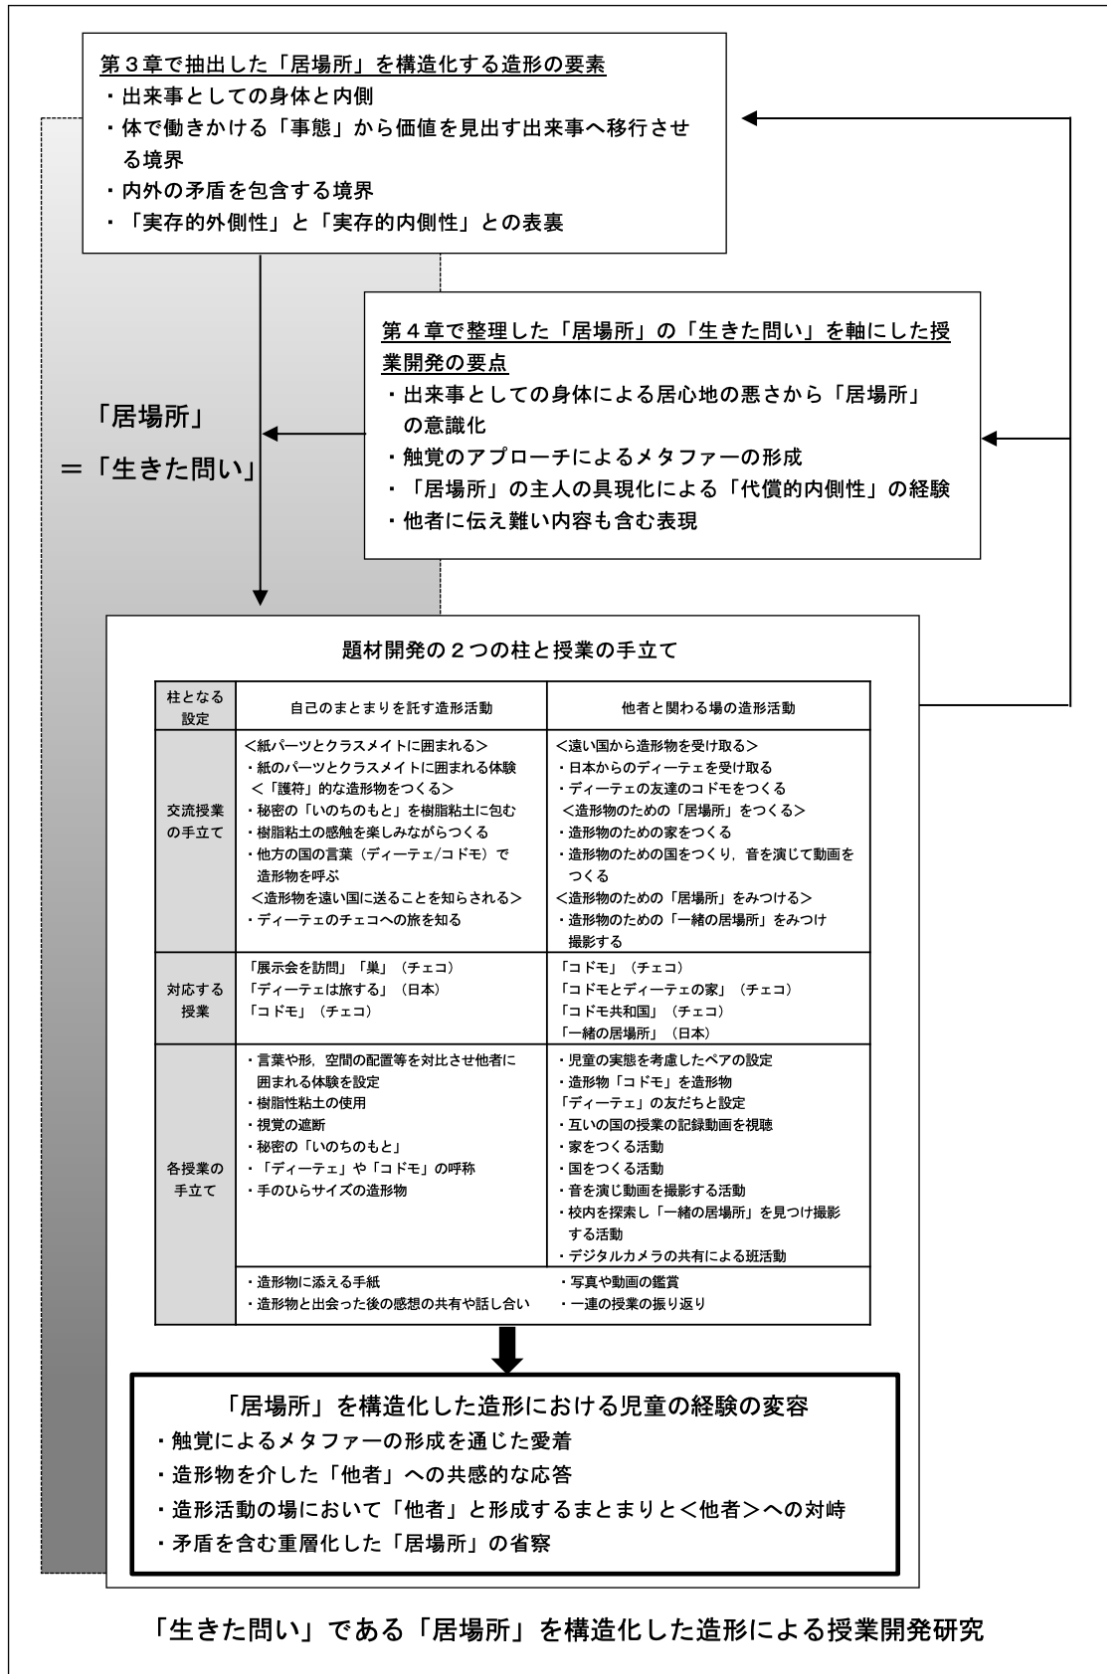 第３章で抽出した「居場所」を構造化する造形の要素
・出来事としての身体と内側
・体で働きかける「事態」から価値を見出す出来事へ移行させ
る境界
・内外の矛盾を包含する境界
・「実存的外側性」と「実存的内側性」との表裏
第４章で整理した「居場所」の「生きた問い」を軸にした授
業開発の要点
・出来事としての身体による居心地の悪さから「居場所」
の意識化
・触覚のアプローチによるメタファーの形成
・「居場所」の主人の具現化による「代償的内側性」の経験
・他者に伝え難い内容も含む表現
「居場所」
＝「生きた問い」
題材開発の２つの柱と授業の手立て
柱となる
設定
自己のまとまりを託す造形活動
他者と関わる場の造形活動
交流授業
の手立て
＜紙パーツとクラスメイトに囲まれる＞
・紙のパーツとクラスメイトに囲まれる体験
＜「護符」的な造形物をつくる＞
・秘密の「いのちのもと」を樹脂粘土に包む
・樹脂粘土の感触を楽しみながらつくる
・他方の国の言葉（ディーテェ/コドモ）で
造形物を呼ぶ
＜造形物を遠い国に送ることを知らされる＞
・ディーテェのチェコへの旅を知る
＜遠い国から造形物を受け取る＞
・日本からのディーテェを受け取る
・ディーテェの友達のコドモをつくる
＜造形物のための「居場所」をつくる＞
・造形物のための家をつくる
・造形物のための国をつくり，音を演じて動画を
つくる
＜造形物のための「居場所」をみつける＞
・造形物のための「一緒の居場所」をみつけ
撮影する
対応する
授業
「展示会を訪問」「巣」（チェコ）
「ディーテェは旅する」（日本）
「コドモ」（チェコ）
「コドモ」（チェコ）
「コドモとディーテェの家」（チェコ）
「コドモ共和国」（チェコ）
「一緒の居場所」（日本）
各授業の
手立て
・言葉や形，空間の配置等を対比させ他者に
囲まれる体験を設定
・樹脂性粘土の使用
・視覚の遮断
・秘密の「いのちのもと」
・「ディーテェ」や「コドモ」の呼称
・手のひらサイズの造形物
・児童の実態を考慮したペアの設定
・造形物「コドモ」を造形物
「ディーテェ」の友だちと設定
・互いの国の授業の記録動画を視聴
・家をつくる活動
・国をつくる活動
・音を演じ動画を撮影する活動
・校内を探索し「一緒の居場所」を見つけ撮影
する活動
・デジタルカメラの共有による班活動
・造形物に添える手紙
・造形物と出会った後の感想の共有や話し合い
・写真や動画の鑑賞
・一連の授業の振り返り
「居場所」を構造化した造形における児童の経験の変容
・触覚によるメタファーの形成を通じた愛着
・造形物を介した「他者」への共感的な応答
・造形活動の場において「他者」と形成するまとまりと＜他者＞への対峙
・矛盾を含む重層化した「居場所」の省察
「生きた問い」である「居場所」を構造化した造形による授業開発研究